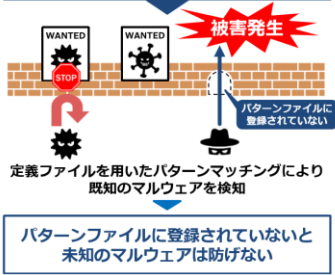 被害発生
WANTED
WANTED
STOP
パターンファイルに
登録されていない
定義ファイルを用いたパターンマッチングにより
既知のマルウェアを検知
パターンファイルに登録されていないと
未知のマルウェアは防げない